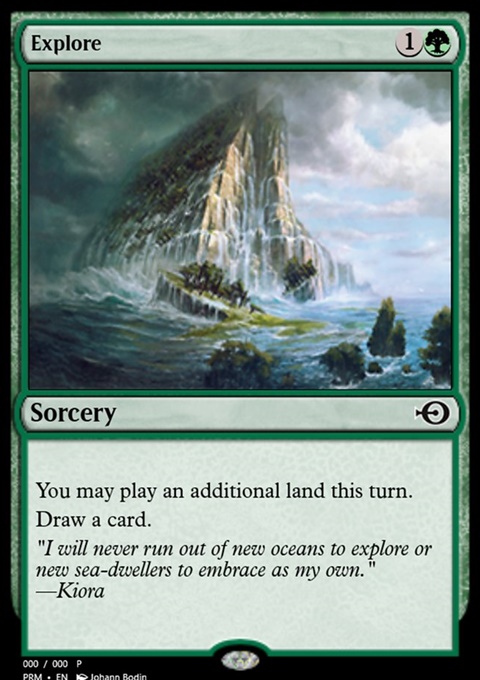 Explore
1
Sorcery
You may play an additional land this turn.
Draw a card.
"I will never run out of new oceans to explore or
new sea-dwellers to embrace as my own."
—Kiora
000 / 000 P
PRM • EN Johann Bodin